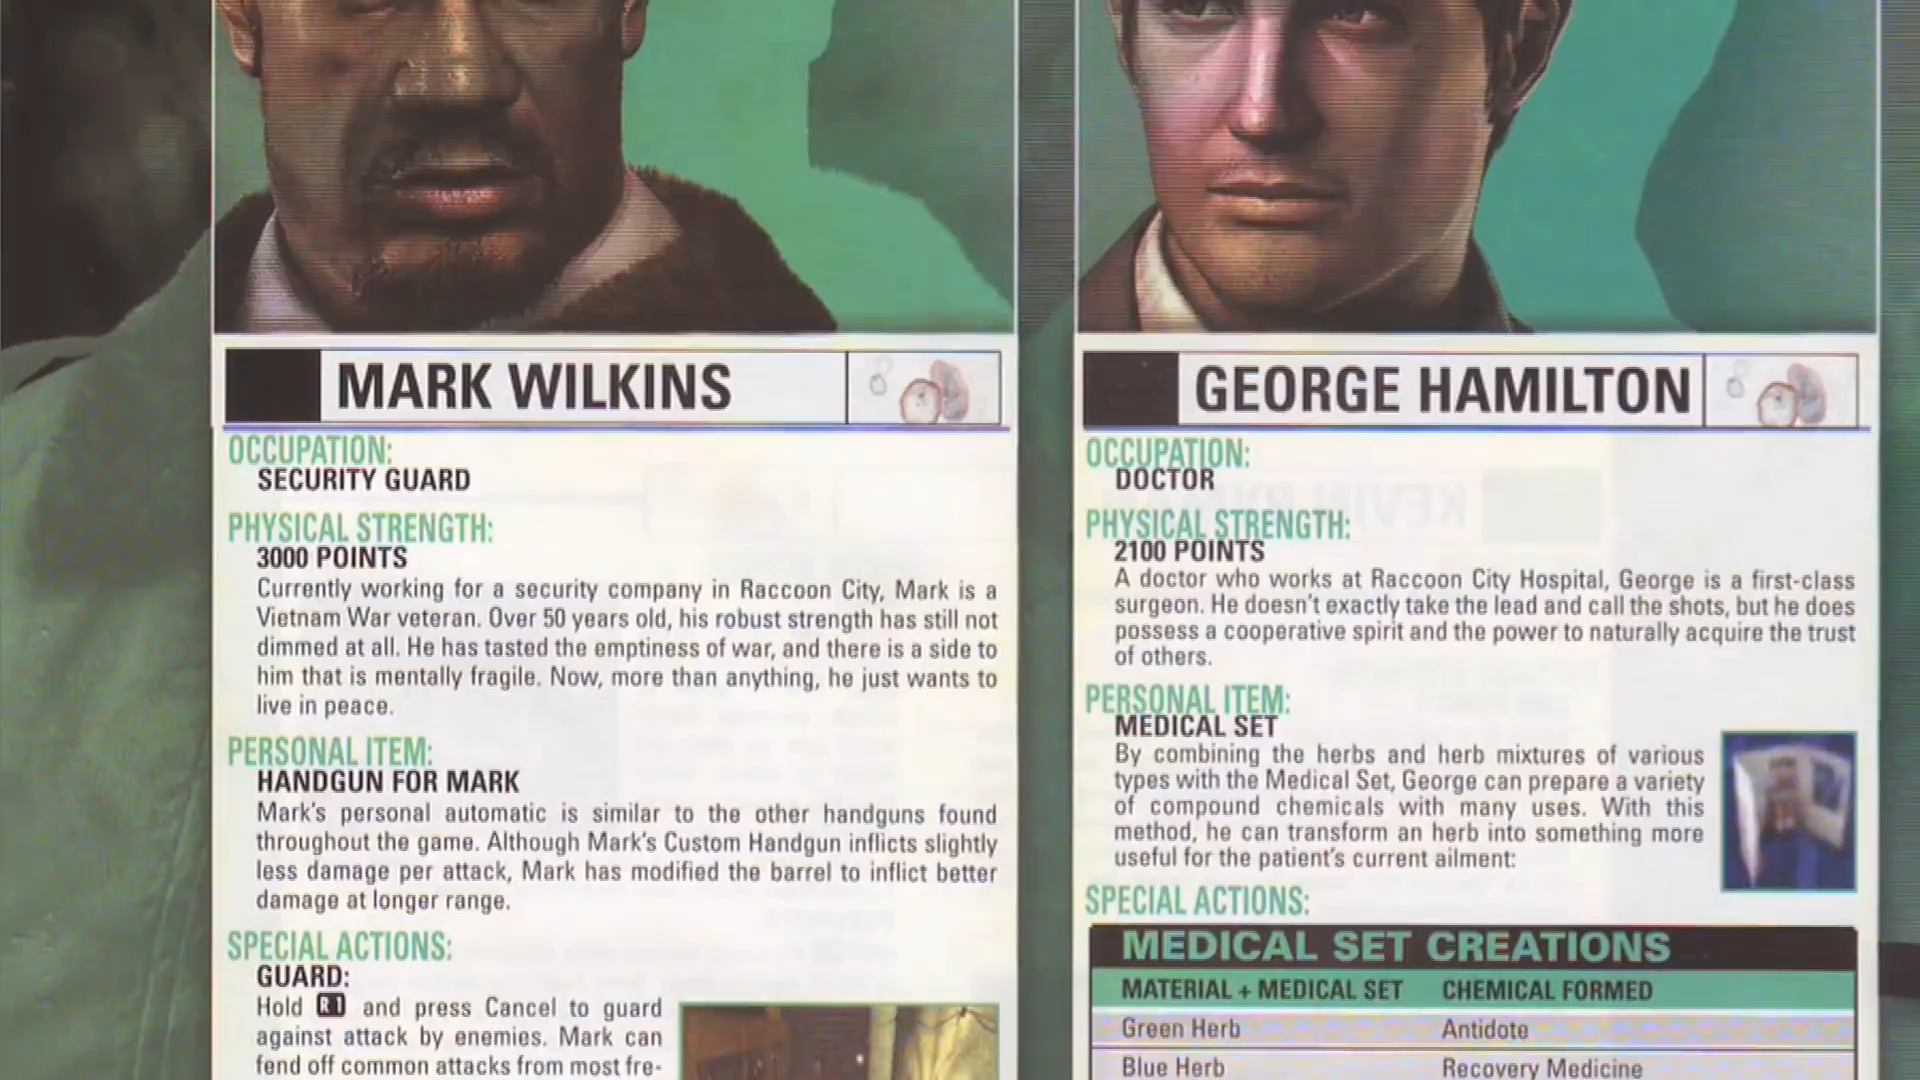 MARK WILKINS
OCCUPATION:
SECURITY GUARD
PHYSICAL STRENGTH:
3000 POINTS
Currently working for a security company in Raccoon City, Mark is a
Vietnam War veteran. Over 50 years old, his robust strength has still not
dimmed at all. He has tasted the emptiness of war, and there is a side to
him that is mentally fragile. Now, more than anything, he just wants to
live in peace.
PERSONAL ITEM:
HANDGUN FOR MARK
Mark's personal automatic is similar to the other handguns found
throughout the game. Although Mark's Custom Handgun inflicts slightly
less damage per attack, Mark has modified the barrel to inflict better
damage at longer range.
SPECIAL ACTIONS:
GUARD:
Hold R1 and press Cancel to guard
against attack by enemies. Mark can
fend off common attacks from most fre-
GEORGE HAMILTON
OCCUPATION:
DOCTOR
PHYSICAL STRENGTH:
2100 POINTS
A doctor who works at Raccoon City Hospital, George is a first-class
surgeon. He doesn't exactly take the lead and call the shots, but he does
possess a cooperative spirit and the power to naturally acquire the trust
of others.
PERSONAL ITEM:
MEDICAL SET
By combining the herbs and herb mixtures of various
types with the Medical Set, George can prepare a variety
of compound chemicals with many uses. With this
method, he can transform an herb into something more
useful for the patient's current ailment:
SPECIAL ACTIONS:
MEDICAL SET CREATIONS
MATERIAL + MEDICAL SET CHEMICAL FORMED
Green Herb Antidote
Blue Herb Recovery Medicine